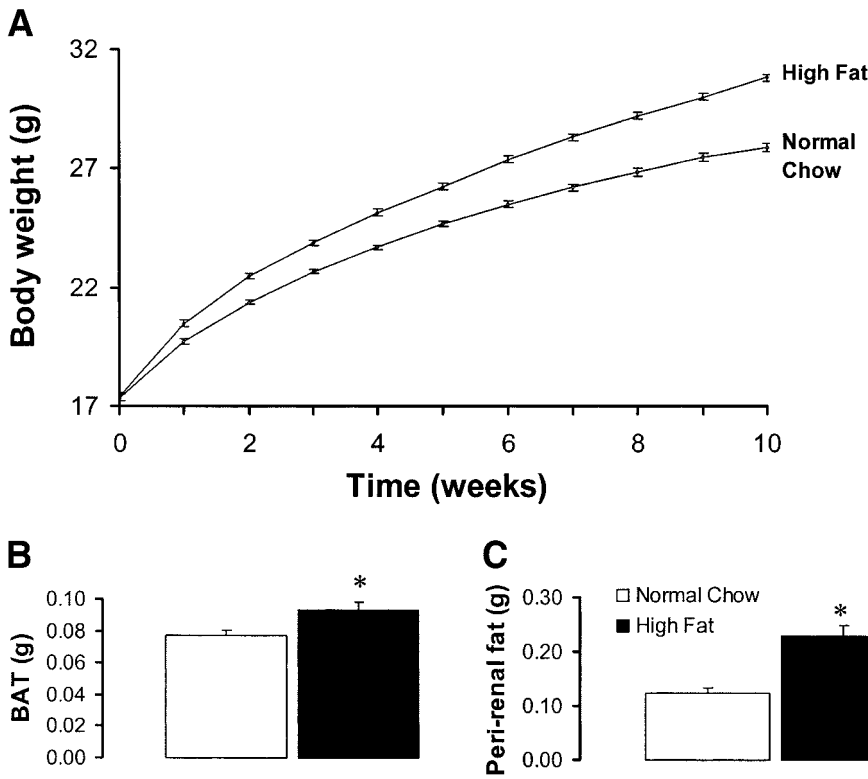 A
Body weight (g)
32
27
22
17
High Fat
Normal
Chow
0 2 4 6 8 10
Time (weeks)
B
BAT (g)
0.10
0.08
0.06
0.04
0.02
0.00
*
C
Peri-renal fat (g)
0.30
0.20
0.10
0.00
Normal Chow
High Fat
*